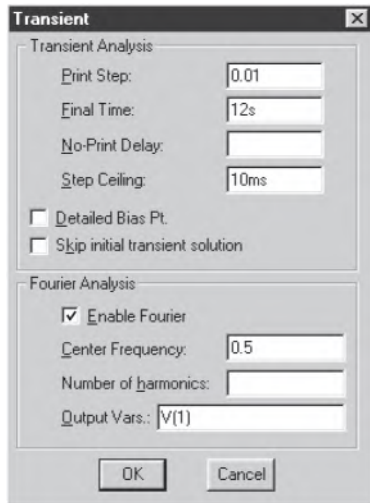 Transient
Transient Analysis
Print Step: 0.01
Final Time: 12s
No-Print Delay:
Step Ceiling: 10ms
Detailed Bias Pt.
Skip initial transient solution
Fourier Analysis
Enable Fourier
Center Frequency: 0.5
Number of harmonics:
Output Vars.: V(1)
OK Cancel